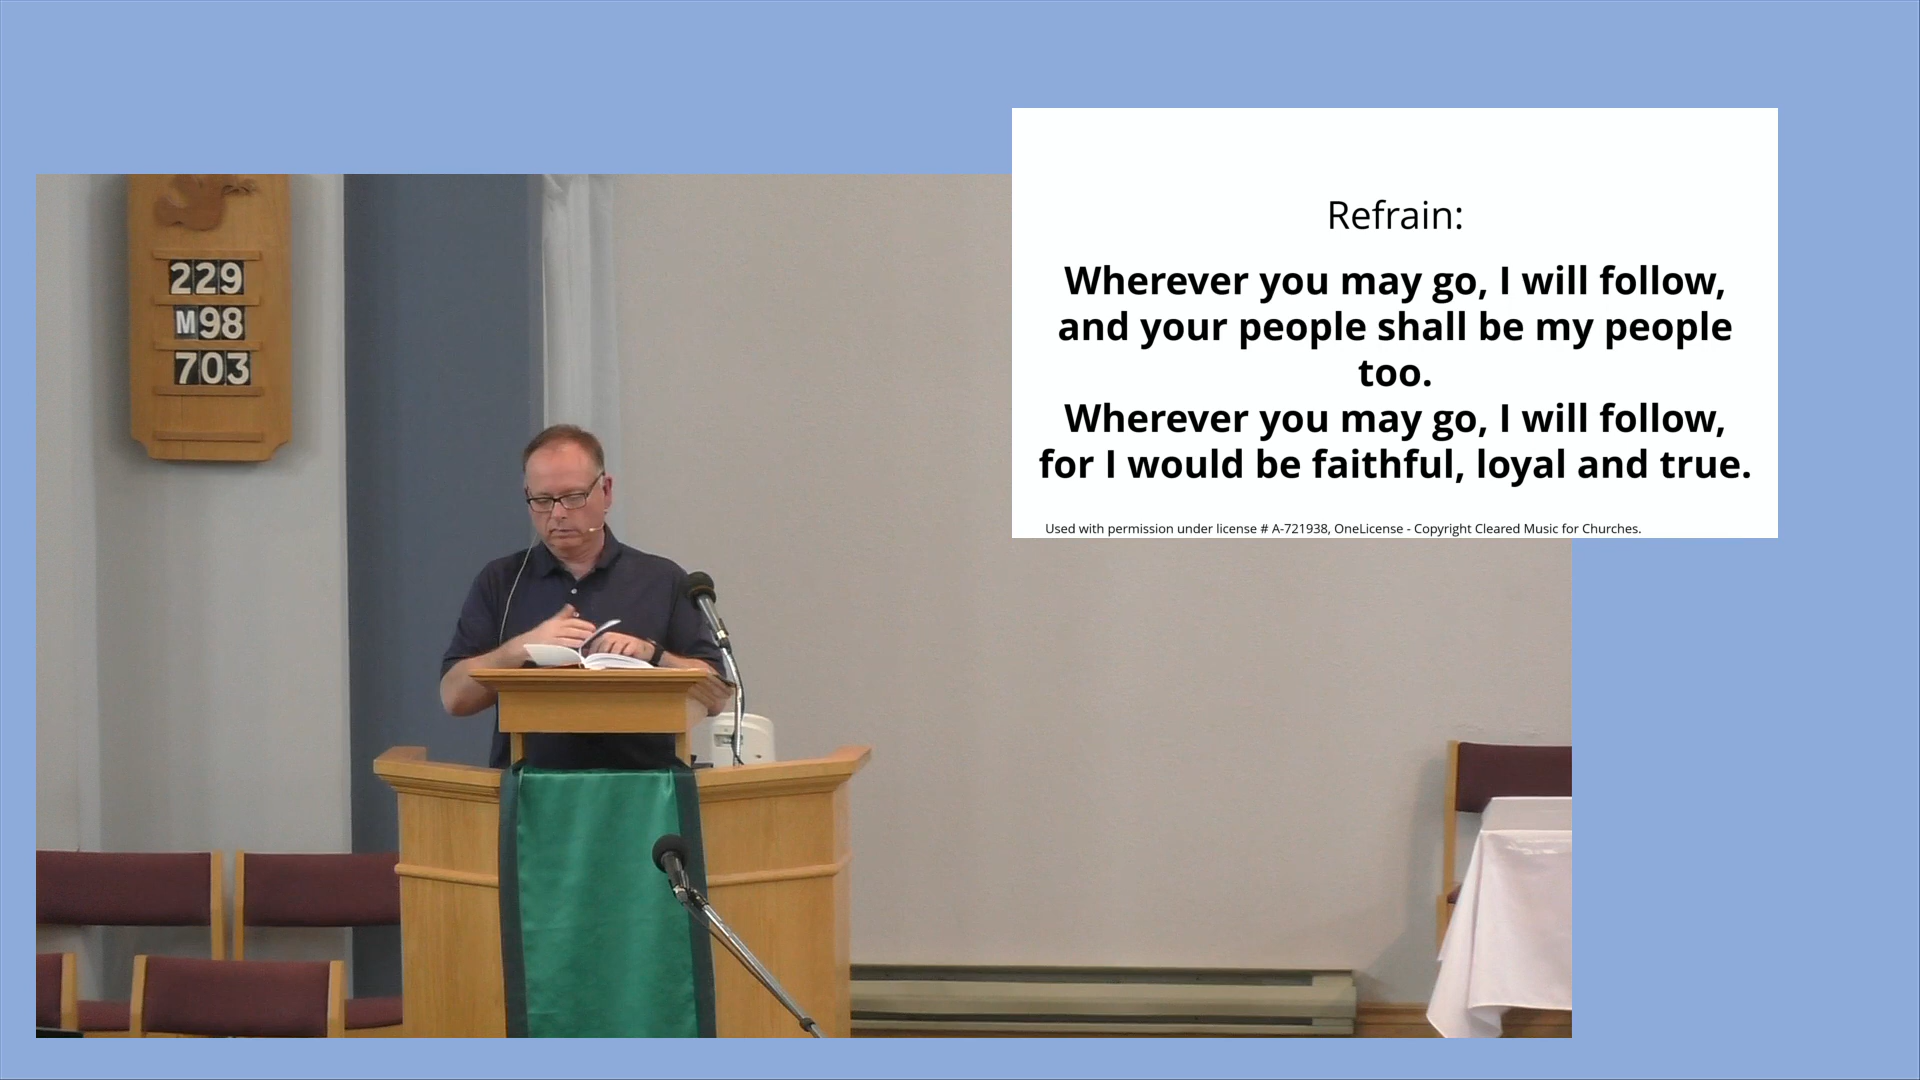 229
M98
703
Refrain:
Wherever you may go, I will follow,
and your people shall be my people
too.
Wherever you may go, I will follow,
for I would be faithful, loyal and true.
Used with permission under license # A-721938, OneLicense - Copyright Cleared Music for Churches.